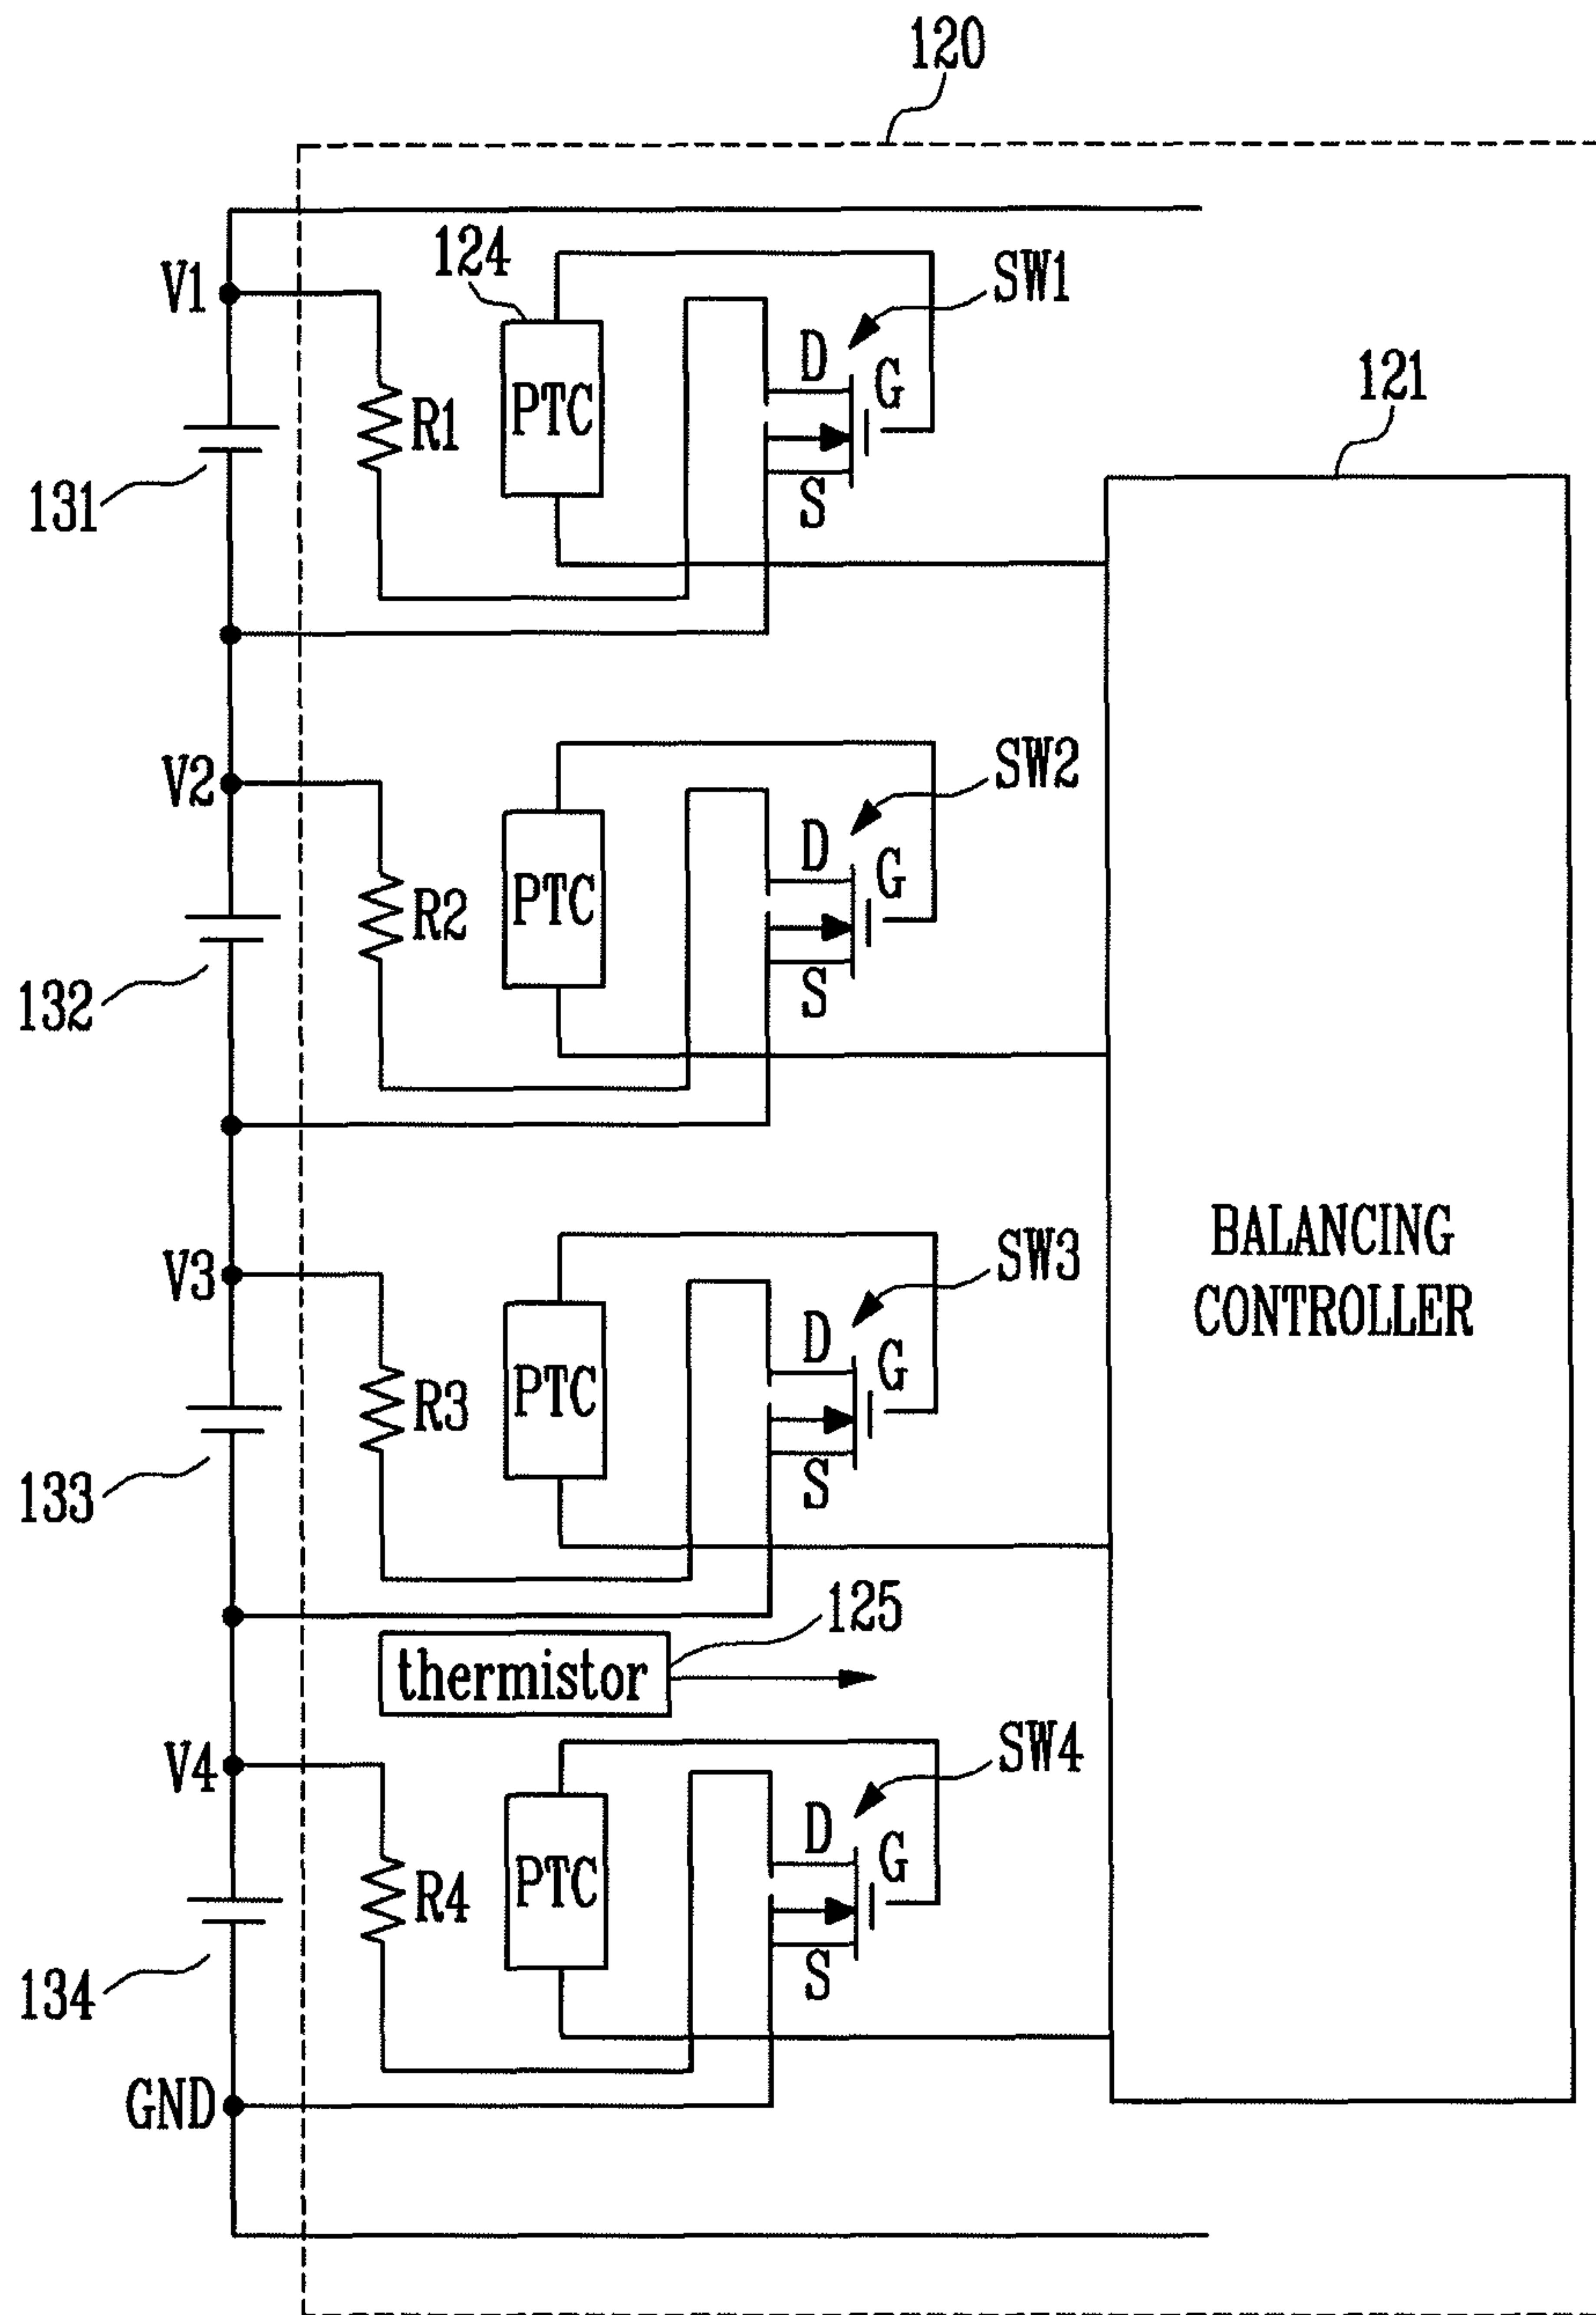 120
V1
124
SW1
D
G
PTC
R1
S
131
121
V2
SW2
D
G
PTC
R2
S
132
V3
SW3
D
G
PTC
R3
S
133
BALANCING
CONTROLLER
125
thermistor
V4
SW4
D
G
PTC
R4
S
134
GND